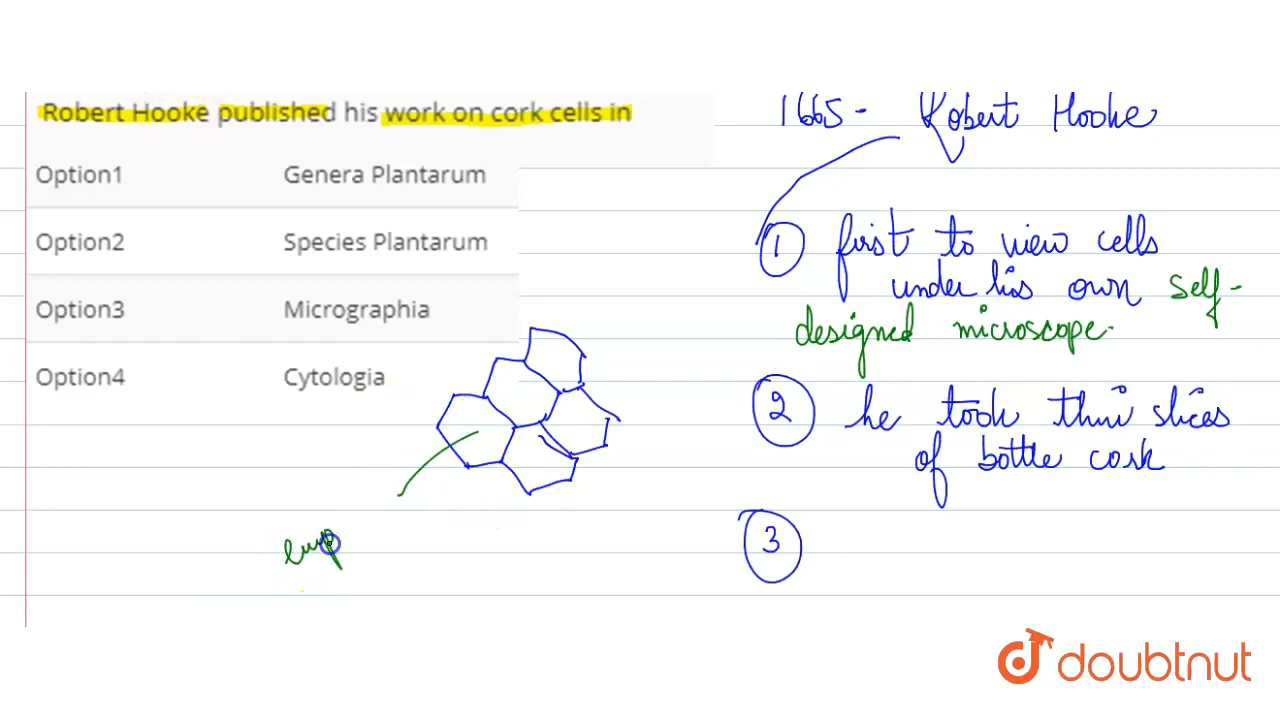 Robert Hooke published his work on cork cells in
Option1 Genera Plantarum
Option2 Species Plantarum
Option3 Micrographia
Option4 Cytologia
emp
1665 - Robert Hooke
1 first to view cells
under his own self-
designed microscope.
2 he took thin slices
of bottle cork
3
doubtnut